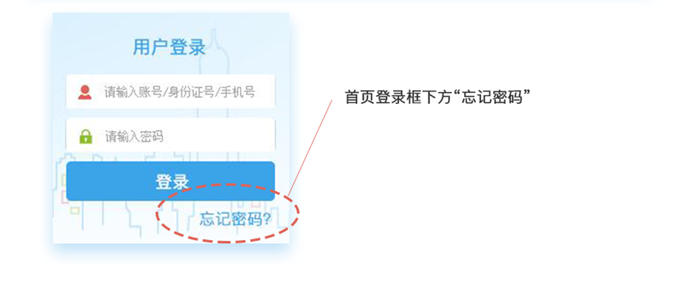 用户登录
请输入账号/身份证号/手机号
首页登录框下方“忘记密码”
请输入密码
登录
忘记密码?